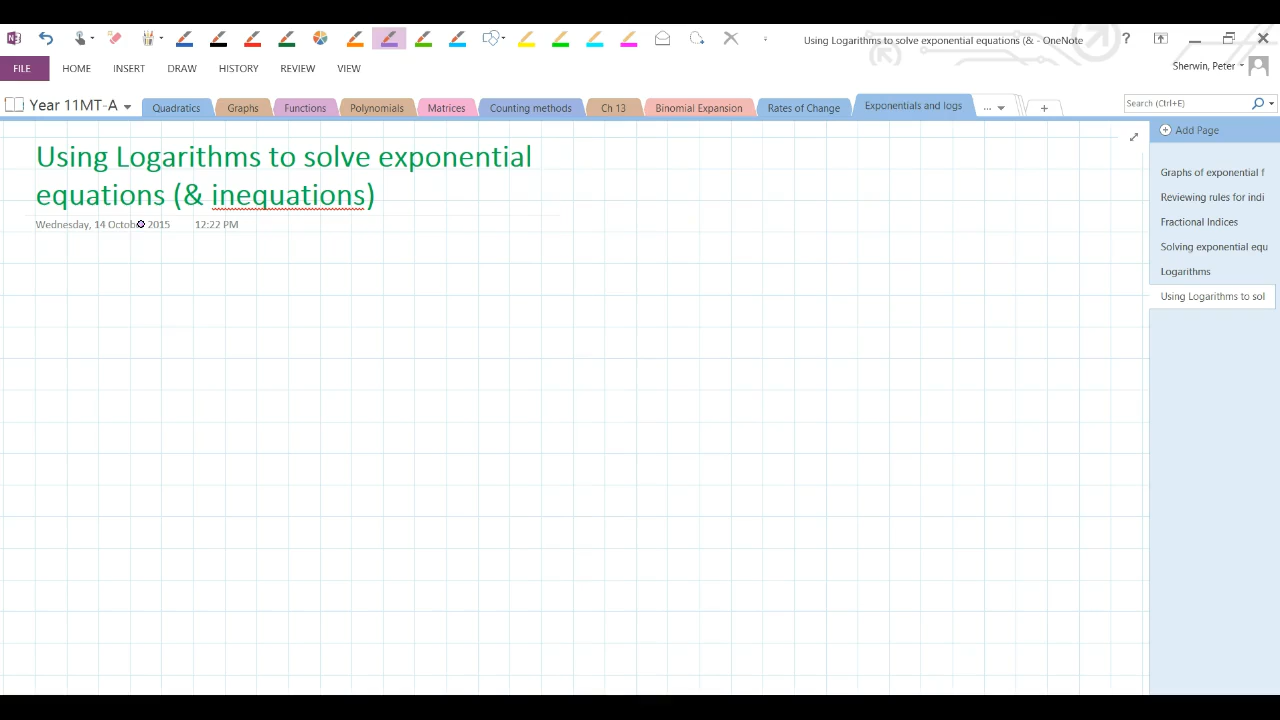 Using Logarithms to solve exponential equations (& - OneNote
?
Sherwin, Peter
FILE HOME INSERT DRAW HISTORY REVIEW VIEW
Year 11MT-A
Quadratics Graphs Functions Polynomials Matrices Counting methods Ch 13 Binomial Expansion Rates of Change Exponentials and logs ... +
Search (Ctrl+E)
Add Page
Using Logarithms to solve exponential
equations (& inequations)
Wednesday, 14 October 2015 12:22 PM
Graphs of exponential f
Reviewing rules for indi
Fractional Indices
Solving exponential equ
Logarithms
Using Logarithms to sol